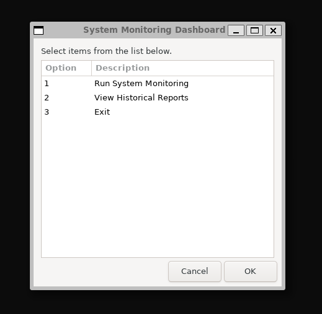 System Monitoring Dashboard
Select items from the list below.
Option Description
1 Run System Monitoring
2 View Historical Reports
3 Exit
Cancel OK